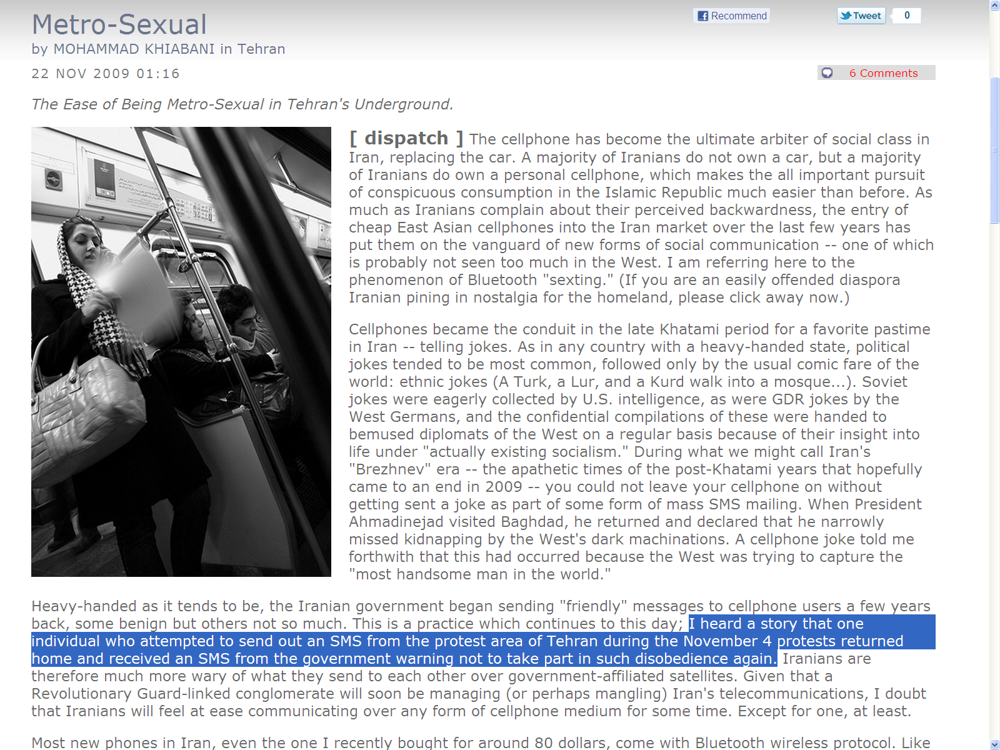 Metro-Sexual
Recommend
Tweet
0
by MOHAMMAD KHIABANI in Tehran
22 NOV 2009 01:16
6 Comments
The Ease of Being Metro-Sexual in Tehran's Underground.
[ dispatch ] The cellphone has become the ultimate arbiter of social class in
Iran, replacing the car. A majority of Iranians do not own a car, but a majority
of Iranians do own a personal cellphone, which makes the all important pursuit
of conspicuous consumption in the Islamic Republic much easier than before. As
much as Iranians complain about their perceived backwardness, the entry of
cheap East Asian cellphones into the Iran market over the last few years has
put them on the vanguard of new forms of social communication -- one of which
is probably not seen too much in the West. I am referring here to the
phenomenon of Bluetooth "sexting." (If you are an easily offended diaspora
Iranian pining in nostalgia for the homeland, please click away now.)
Cellphones became the conduit in the late Khatami period for a favorite pastime
in Iran -- telling jokes. As in any country with a heavy-handed state, political
jokes tended to be most common, followed only by the usual comic fare of the
world: ethnic jokes (A Turk, a Lur, and a Kurd walk into a mosque...). Soviet
jokes were eagerly collected by U.S. intelligence, as were GDR jokes by the
West Germans, and the confidential compilations of these were handed to
bemused diplomats of the West on a regular basis because of their insight into
life under "actually existing socialism." During what we might call Iran's
"Brezhnev" era -- the apathetic times of the post-Khatami years that hopefully
came to an end in 2009 -- you could not leave your cellphone on without
getting sent a joke as part of some form of mass SMS mailing. When President
Ahmadinejad visited Baghdad, he returned and declared that he narrowly
missed kidnapping by the West's dark machinations. A cellphone joke told me
forthwith that this had occurred because the West was trying to capture the
"most handsome man in the world."
Heavy-handed as it tends to be, the Iranian government began sending "friendly" messages to cellphone users a few years
back, some benign but others not so much. This is a practice which continues to this day; I heard a story that one
individual who attempted to send out an SMS from the protest area of Tehran during the November 4 protests returned
home and received an SMS from the government warning not to take part in such disobedience again. Iranians are
therefore much more wary of what they send to each other over government-affiliated satellites. Given that a
Revolutionary Guard-linked conglomerate will soon be managing (or perhaps mangling) Iran's telecommunications, I doubt
that Iranians will feel at ease communicating over any form of cellphone medium for some time. Except for one, at least.
Most new phones in Iran, even the one I recently bought for around 80 dollars, come with Bluetooth wireless protocol. Like